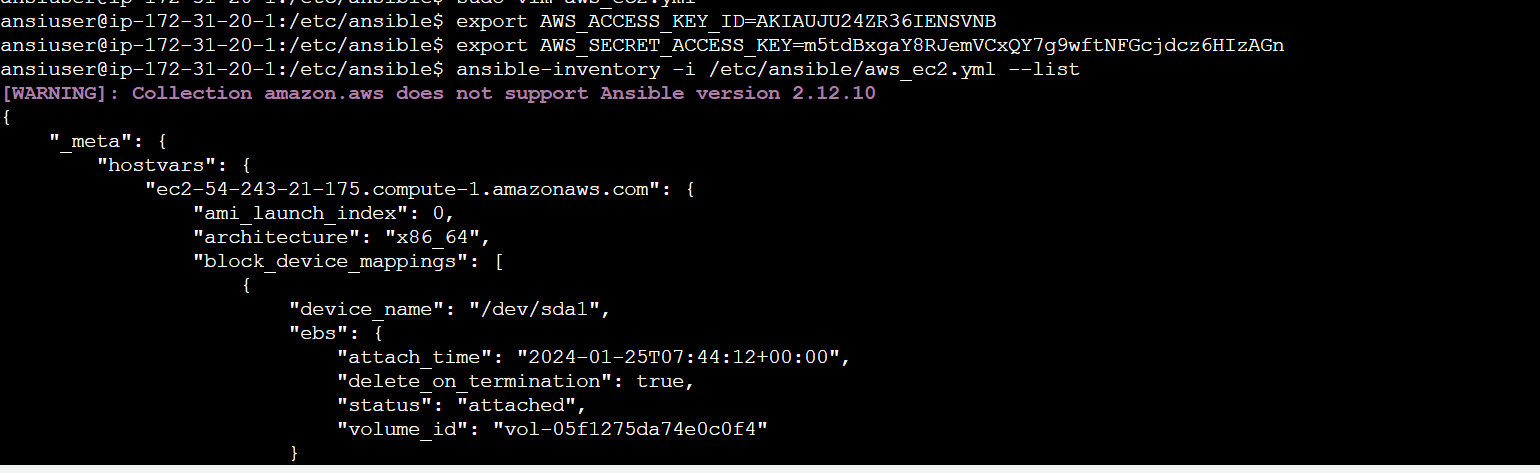 ansiuser@ip-172-31-20-1:/etc/ansible$ sudo vim aws_ec2.yml
ansiuser@ip-172-31-20-1:/etc/ansible$ export AWS_ACCESS_KEY_ID=AKIAUJU24ZR36IENSVNB
ansiuser@ip-172-31-20-1:/etc/ansible$ export AWS_SECRET_ACCESS_KEY=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
ansiuser@ip-172-31-20-1:/etc/ansible$ ansible-inventory -i /etc/ansible/aws_ec2.yml --list
[WARNING]: Collection amazon.aws does not support Ansible version 2.12.10
{
"_meta": {
"hostvars": {
"ec2-54-243-21-175.compute-1.amazonaws.com": {
"ami_launch_index": 0,
"architecture": "x86_64",
"block_device_mappings": [
{
"device_name": "/dev/sda1",
"ebs": {
"attach_time": "2024-01-25T07:44:12+00:00",
"delete_on_termination": true,
"status": "attached",
"volume_id": "vol-05f1275da74e0c0f4"
}